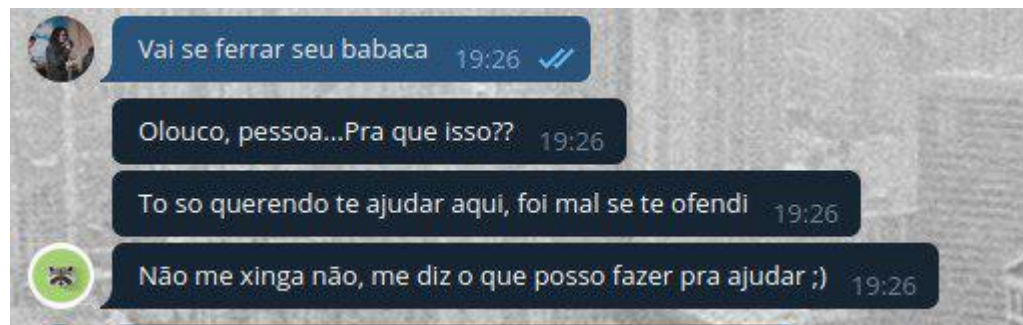 Vai se ferrar seu babaca 19:26
Olouco, pessoa...Pra que isso?? 19:26
To so querendo te ajudar aqui, foi mal se te ofendi 19:26
Não me xinga não, me diz o que posso fazer pra ajudar ;) 19:26